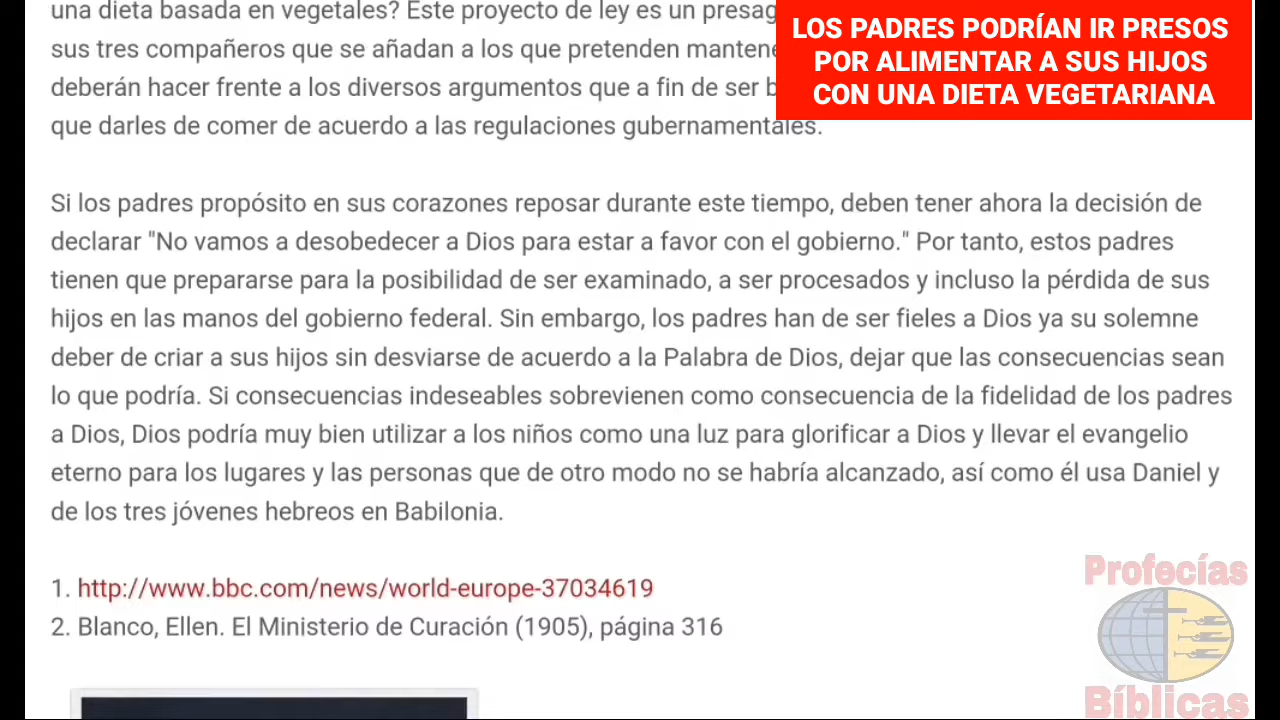 una dieta basada en vegetales? Este proyecto de ley es un presag
sus tres compañeros que se añadan a los que pretenden mantene
deberán hacer frente a los diversos argumentos que a fin de ser b
que darles de comer de acuerdo a las regulaciones gubernamentales.
LOS PADRES PODRÍAN IR PRESOS
POR ALIMENTAR A SUS HIJOS
CON UNA DIETA VEGETARIANA
Si los padres propósito en sus corazones reposar durante este tiempo, deben tener ahora la decisión de
declarar "No vamos a desobedecer a Dios para estar a favor con el gobierno." Por tanto, estos padres
tienen que prepararse para la posibilidad de ser examinado, a ser procesados y incluso la pérdida de sus
hijos en las manos del gobierno federal. Sin embargo, los padres han de ser fieles a Dios ya su solemne
deber de criar a sus hijos sin desviarse de acuerdo a la Palabra de Dios, dejar que las consecuencias sean
lo que podría. Si consecuencias indeseables sobrevienen como consecuencia de la fidelidad de los padres
a Dios, Dios podría muy bien utilizar a los niños como una luz para glorificar a Dios y llevar el evangelio
eterno para los lugares y las personas que de otro modo no se habría alcanzado, así como él usa Daniel y
de los tres jóvenes hebreos en Babilonia.
1. http://www.bbc.com/news/world-europe-37034619
2. Blanco, Ellen. El Ministerio de Curación (1905), página 316
Profecías
Bíblicas